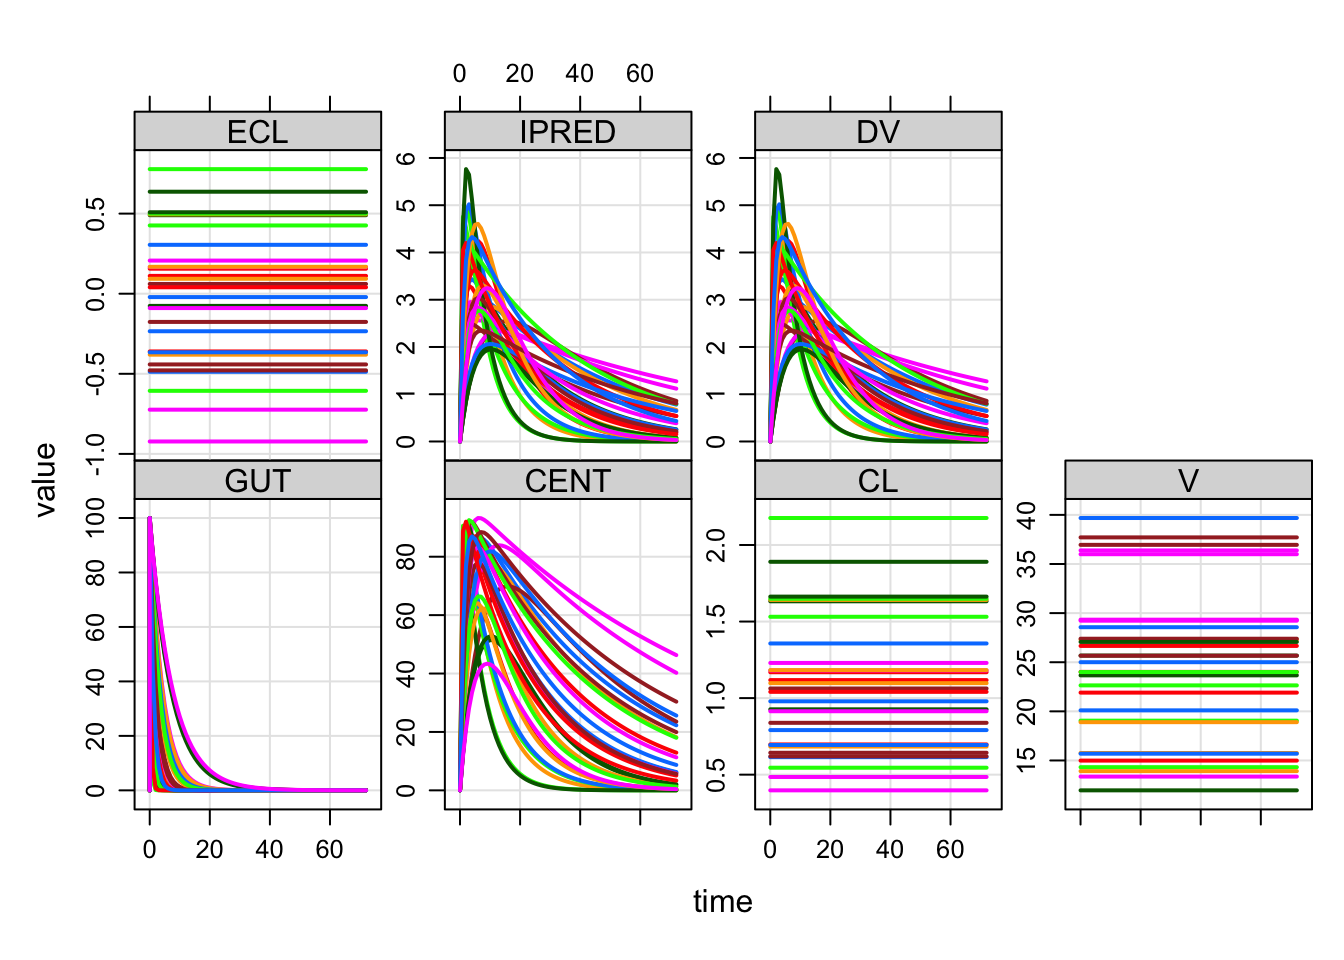 0 20 40 60
ECL IPRED DV
0.5 0.0 -0.5 -1.0
6 5 4 3 2 1 0
6 5 4 3 2 1 0
value
GUT CENT CL V
100 80 60 40 20 0
80 60 40 20 0
2.0 1.5 1.0 0.5
40 35 30 25 20 15
0 20 40 60 0 20 40 60
time